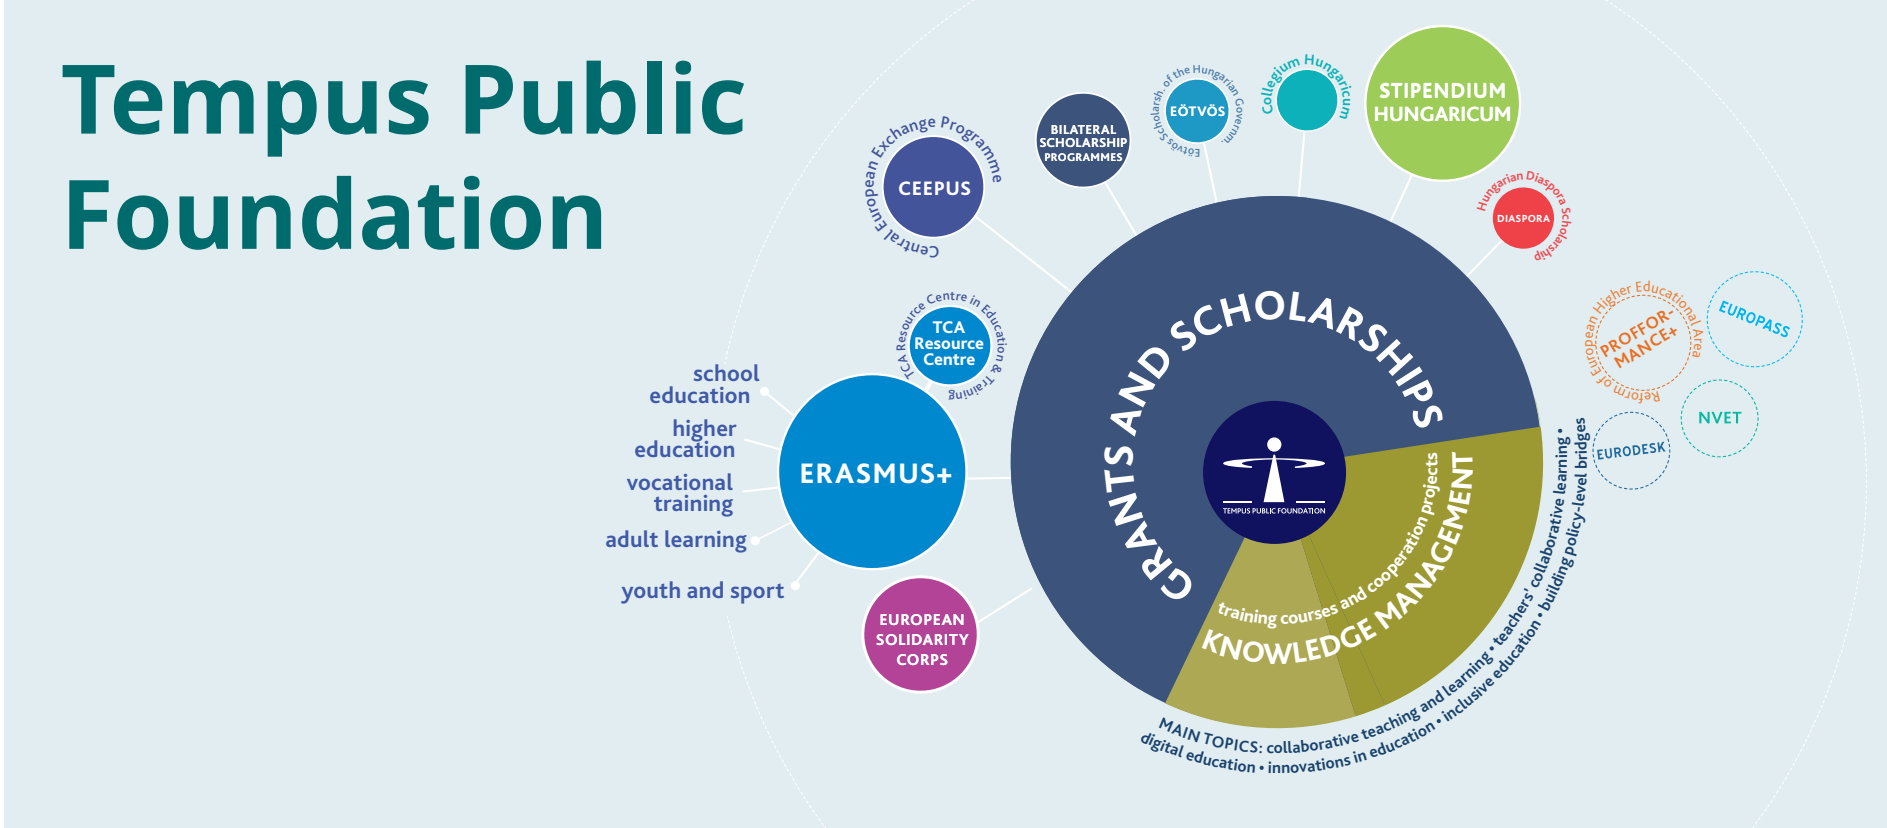 Tempus Public
Foundation
Central European Exchange Programme
CEEPUS
BILATERAL
SCHOLARSHIP
PROGRAMMES
Eötvös Scholarsh. of the Hungarian Governm.
EÖTVÖS
Collegium Hungaricum
STIPENDIUM
HUNGARICUM
Hungarian Diaspora Scholarship
DIASPORA
TCA Resource Centre in Education & Training
TCA
Resource
Centre
school
education
higher
education
vocational
training
adult learning
youth and sport
ERASMUS+
EUROPEAN
SOLIDARITY
CORPS
GRANTS AND SCHOLARSHIPS
TEMPUS PUBLIC FOUNDATION
training courses and cooperation projects
KNOWLEDGE MANAGEMENT
MAIN TOPICS: collaborative teaching and learning • teachers' collaborative learning •
digital education • innovations in education • inclusive education • building policy-level bridges
Reform of European Higher Educational Area
PROFFOR-
MANCE+
EUROPASS
NVET
EURODESK